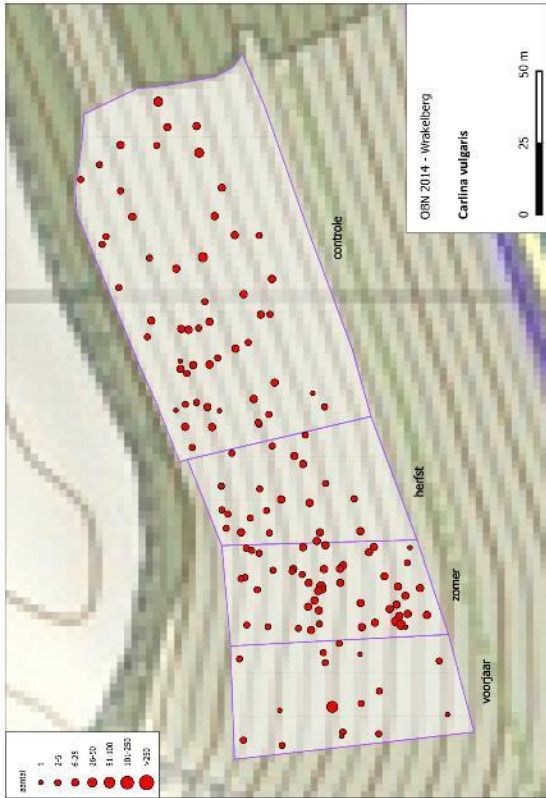 aantal
1
2-5
6-25
26-50
51-100
101-250
>250
voorjaar
zomer
herfst
controle
OBN 2014 - Wrakelberg
Carlina vulgaris
0 25 50 m